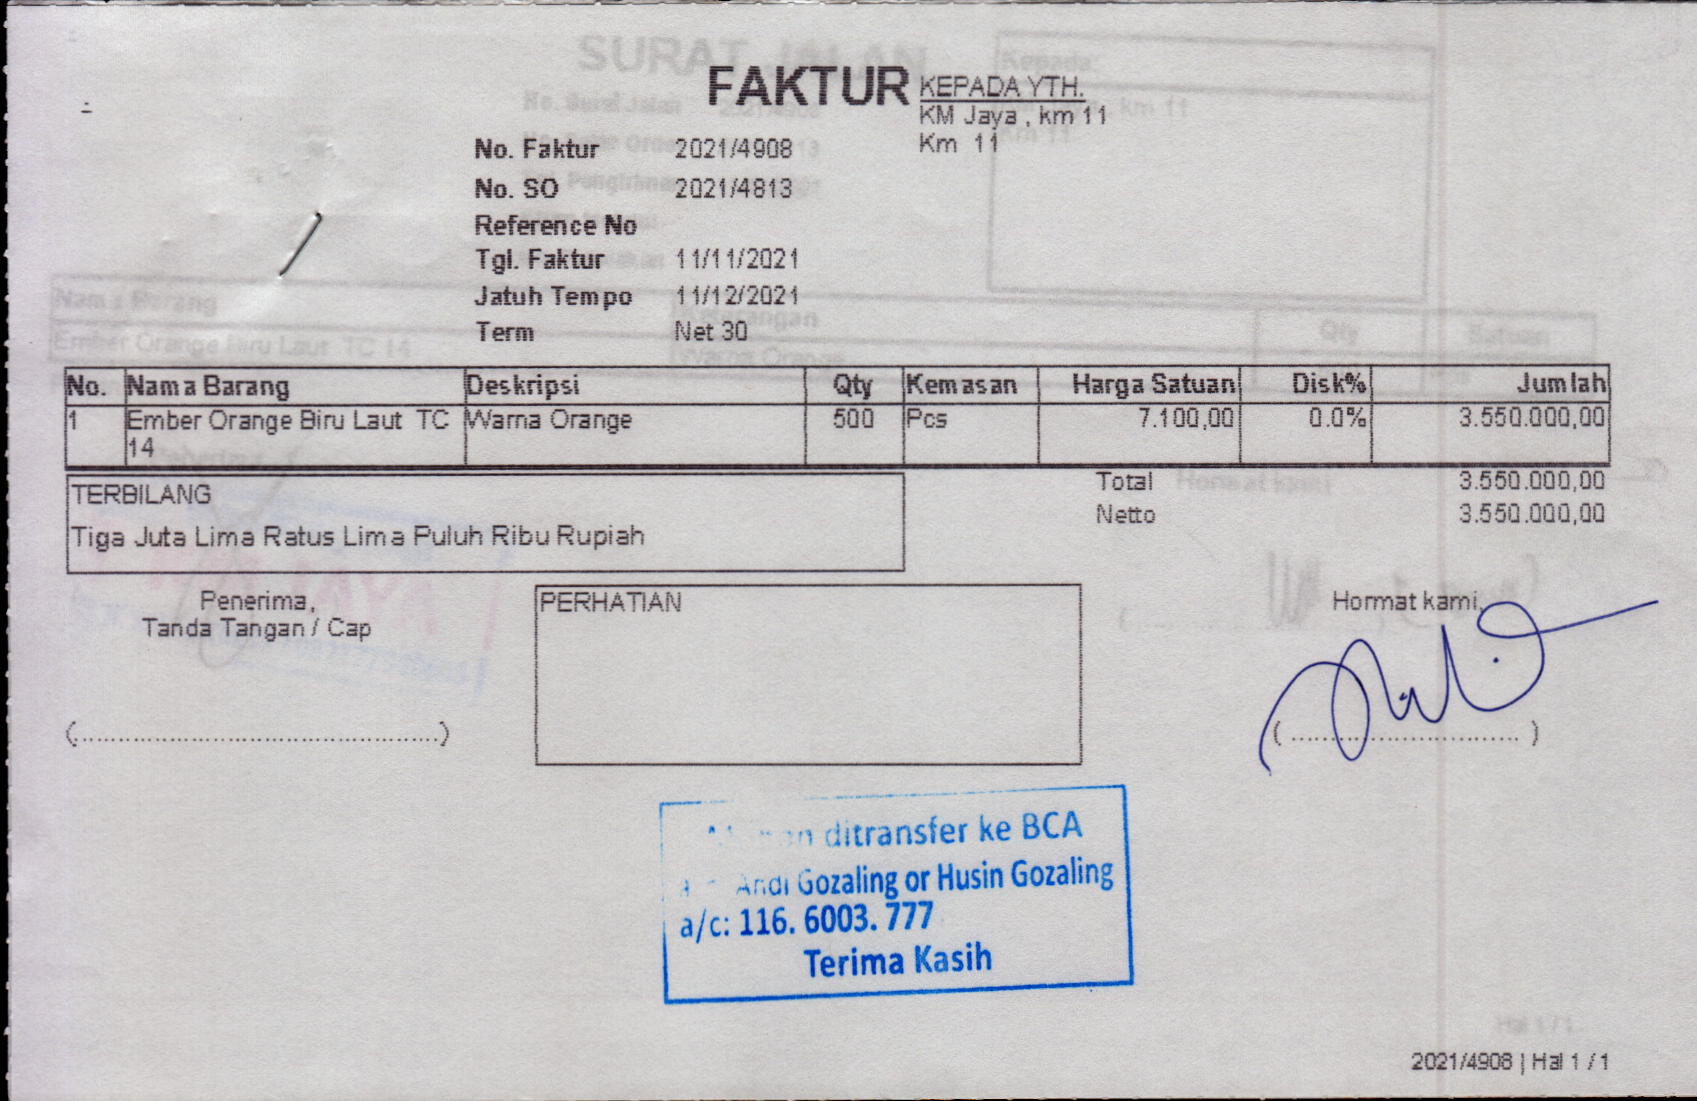 FAKTUR
KEPADA YTH.
KM Jaya , km 11
Km 11
No. Faktur 2021/4908
No. SO 2021/4813
Reference No
Tgl. Faktur 11/11/2021
Jatuh Tempo 11/12/2021
Term Net 30
No. Nama Barang Deskripsi Qty Kemasan Harga Satuan Disk% Jumlah
1 Ember Orange Biru Laut TC Warna Orange 500 Pcs 7.100,00 0.0% 3.550.000,00
14
Total 3.550.000,00
Netto 3.550.000,00
TERBILANG
Tiga Juta Lima Ratus Lima Puluh Ribu Rupiah
Penerima,
Tanda Tangan / Cap
(................................................)
PERHATIAN
Hormat kami,
( .............................. )
ditransfer ke BCA
Andi Gozaling or Husin Gozaling
a/c: 116. 6003. 777
Terima Kasih
2021/4908 | Hal 1 / 1